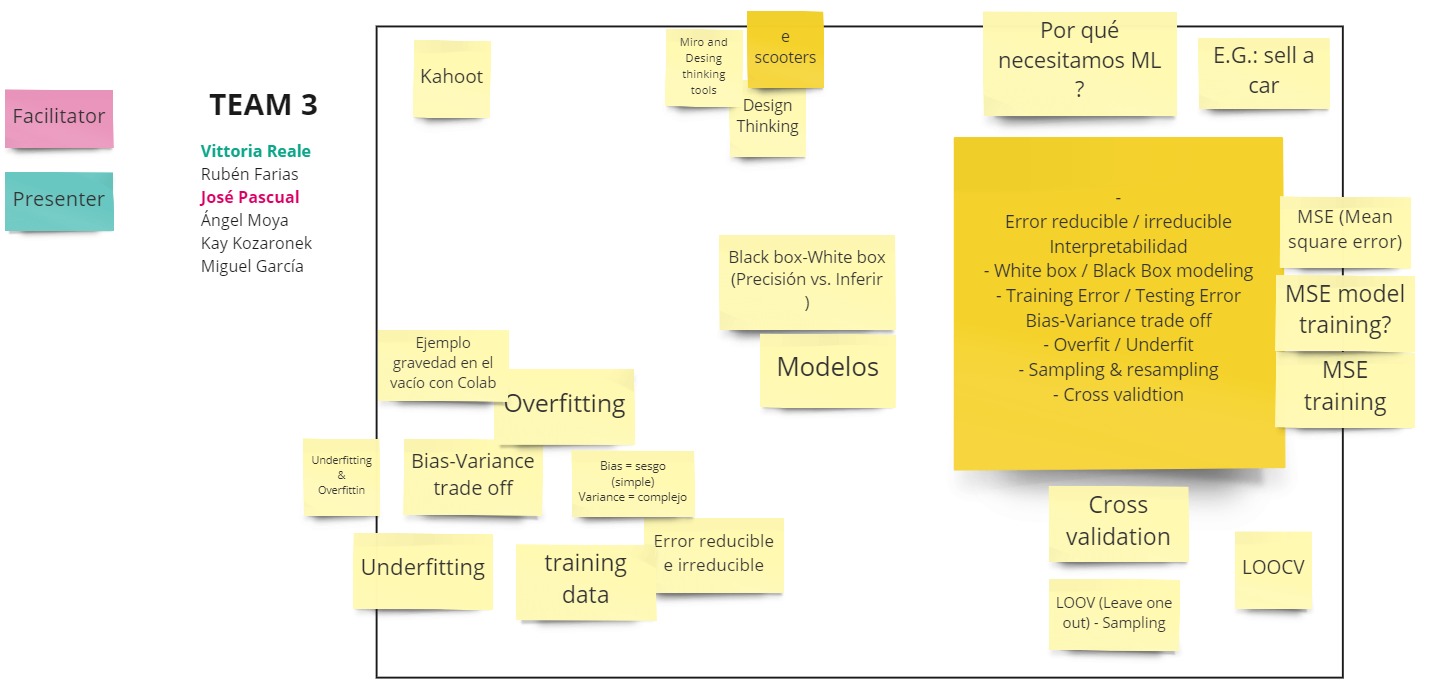 Facilitator
Presenter
TEAM 3
Vittoria Reale
Rubén Farias
José Pascual
Ángel Moya
Kay Kozaronek
Miguel García
Kahoot
Miro and
Desing
thinking
tools
e
scooters
Design
Thinking
Por qué
necesitamos ML
?
E.G.: sell a
car
-
Error reducible / irreducible
Interpretabilidad
- White box / Black Box modeling
- Training Error / Testing Error
Bias-Variance trade off
- Overfit / Underfit
- Sampling & resampling
- Cross validtion
MSE (Mean
square error)
MSE model
training?
MSE
training
Black box-White box
(Precisión vs. Inferir
)
Modelos
Ejemplo
gravedad en el
vacío con Colab
Overfitting
Underfitting
&
Overfittin
Bias-Variance
trade off
Bias = sesgo
(simple)
Variance = complejo
Underfitting
training
data
Error reducible
e irreducible
Cross
validation
LOOV (Leave one
out) - Sampling
LOOCV